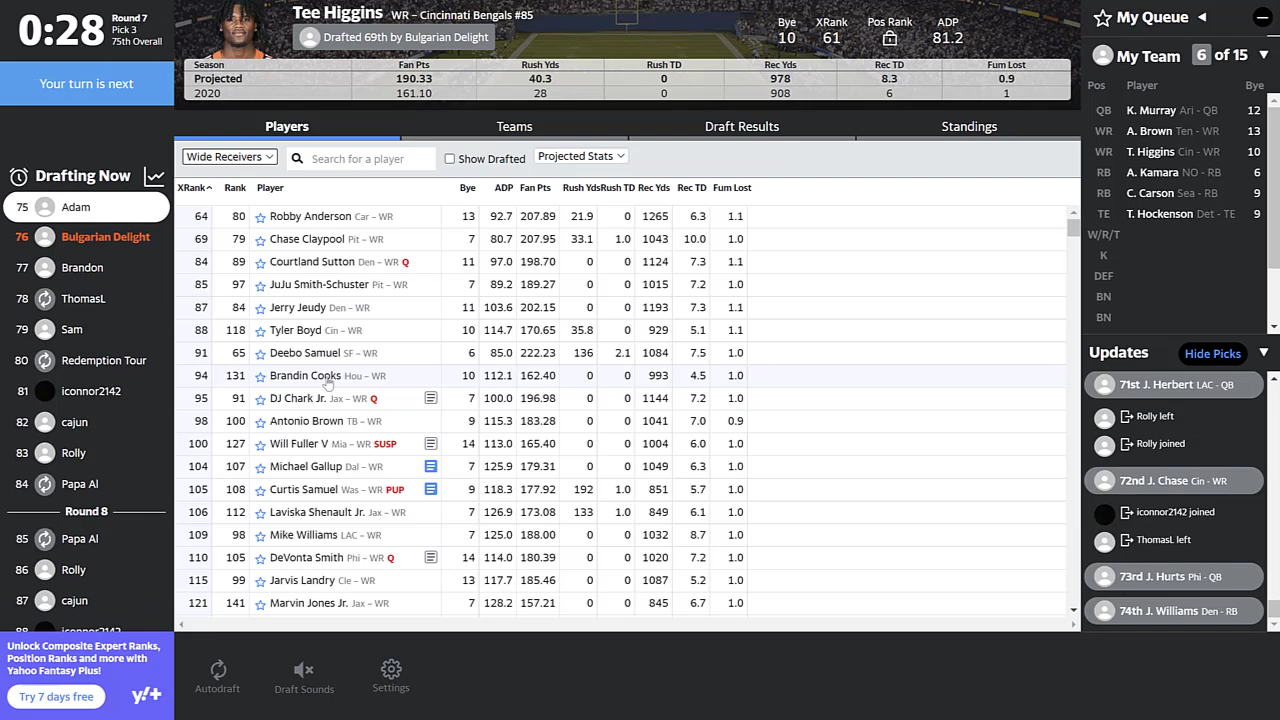 0:28
Round 7
Pick 3
75th Overall
Your turn is next
Tee Higgins WR – Cincinnati Bengals #85
Drafted 69th by Bulgarian Delight
Bye XRank Pos Rank ADP
10 61 81.2
Season Fan Pts Rush Yds Rush TD Rec Yds Rec TD Fum Lost
Projected 190.33 40.3 0 978 8.3 0.9
2020 161.10 28 0 908 6 1
Players Teams Draft Results Standings
Wide Receivers Search for a player Show Drafted Projected Stats
XRank Rank Player Bye ADP Fan Pts Rush Yds Rush TD Rec Yds Rec TD Fum Lost
64 80 Robby Anderson Car – WR 13 92.7 207.89 21.9 0 1265 6.3 1.1
69 79 Chase Claypool Pit – WR 7 80.7 207.95 33.1 1.0 1043 10.0 1.0
84 89 Courtland Sutton Den – WR Q 11 97.0 198.70 0 0 1124 7.3 1.0
85 97 JuJu Smith-Schuster Pit – WR 7 89.2 189.27 0 0 1015 7.2 1.0
87 84 Jerry Jeudy Den – WR 11 103.6 202.15 0 0 1193 7.3 1.1
88 118 Tyler Boyd Cin – WR 10 114.7 170.65 35.8 0 929 5.1 1.1
91 65 Deebo Samuel SF – WR 6 85.0 222.23 136 2.1 1084 7.5 1.0
94 131 Brandin Cooks Hou – WR 10 112.1 162.40 0 0 993 4.5 1.0
95 91 DJ Chark Jr. Jax – WR Q 7 100.0 196.98 0 0 1144 7.2 1.0
98 100 Antonio Brown TB – WR 9 115.3 183.28 0 0 1041 7.0 0.9
100 127 Will Fuller V Mia – WR SUSP 14 113.0 165.40 0 0 1004 6.0 1.0
104 107 Michael Gallup Dal – WR 7 125.9 179.31 0 0 1049 6.3 1.0
105 108 Curtis Samuel Was – WR PUP 9 118.3 177.92 192 1.0 851 5.7 1.0
106 112 Laviska Shenault Jr. Jax – WR 7 126.9 173.08 133 1.0 849 6.1 1.0
109 98 Mike Williams LAC – WR 7 125.0 188.00 0 0 1032 8.7 1.0
110 105 DeVonta Smith Phi – WR Q 14 114.0 180.39 0 0 1020 7.2 1.0
115 99 Jarvis Landry Cle – WR 13 117.7 185.46 0 0 1087 5.2 1.0
121 141 Marvin Jones Jr. Jax – WR 7 128.2 157.21 0 0 845 6.7 1.0
Drafting Now
75 Adam
76 Bulgarian Delight
77 Brandon
78 ThomasL
79 Sam
80 Redemption Tour
81 iconnor2142
82 cajun
83 Rolly
84 Papa Al
Round 8
85 Papa Al
86 Rolly
87 cajun
88 iconnor2142
Unlock Composite Expert Ranks,
Position Ranks and more with
Yahoo Fantasy Plus!
Try 7 days free y!+
Autodraft Draft Sounds Settings
My Queue
My Team 6 of 15
Pos Player Bye
QB K. Murray Ari - QB 12
WR A. Brown Ten - WR 13
WR T. Higgins Cin - WR 10
RB A. Kamara NO - RB 6
RB C. Carson Sea - RB 9
TE T. Hockenson Det - TE 9
W/R/T
K
DEF
BN
BN
Updates Hide Picks
71st J. Herbert LAC - QB
Rolly left
Rolly joined
72nd J. Chase Cin - WR
iconnor2142 joined
ThomasL left
73rd J. Hurts Phi - QB
74th J. Williams Den - RB